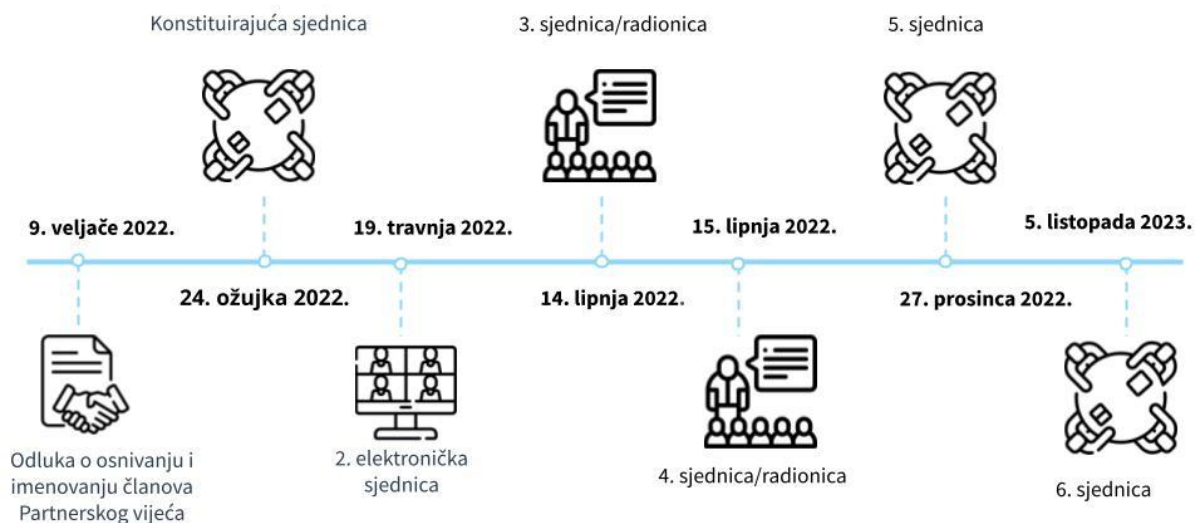 Konstituirajuća sjednica
3. sjednica/radionica
5. sjednica
9. veljače 2022.
19. travnja 2022.
15. lipnja 2022.
5. listopada 2023.
24. ožujka 2022.
14. lipnja 2022.
27. prosinca 2022.
Odluka o osnivanju i
imenovanju članova
Partnerskog vijeća
2. elektronička
sjednica
4. sjednica/radionica
6. sjednica